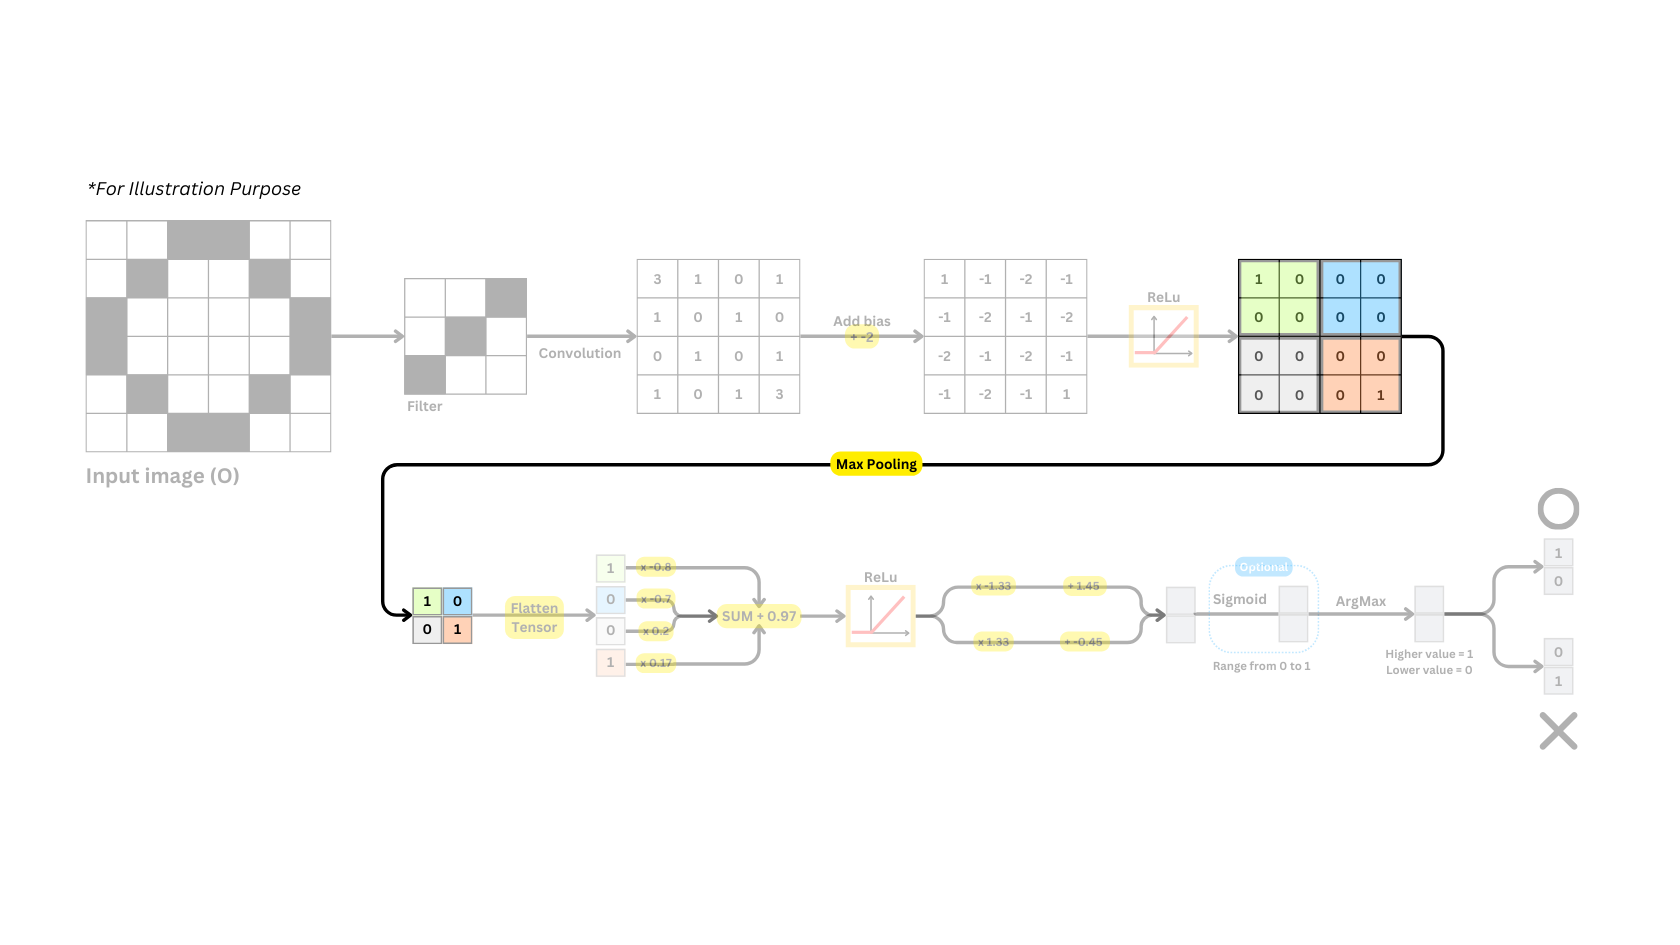 *For Illustration Purpose
Input image (O)
Filter
Convolution
3 1 0 1
1 0 1 0
0 1 0 1
1 0 1 3
Add bias
+ -2
1 -1 -2 -1
-1 -2 -1 -2
-2 -1 -2 -1
-1 -2 -1 1
ReLu
1 0 0 0
0 0 0 0
0 0 0 0
0 0 0 1
Max Pooling
1 0
0 1
Flatten
Tensor
1 x -0.8
0 x -0.7
0 x 0.2
1 x 0.17
SUM + 0.97
ReLu
x -1.33 + 1.45
x 1.33 + -0.45
Optional
Sigmoid
Range from 0 to 1
ArgMax
Higher value = 1
Lower value = 0
1
0
0
1